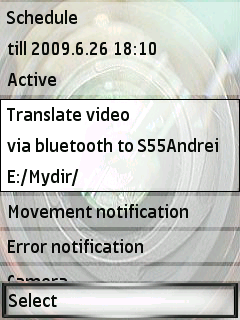 Schedule
till 2009.6.26 18:10
Active
Translate video
via bluetooth to S55Andrei
E:/Mydir/
Movement notification
Error notification
Camera
Select